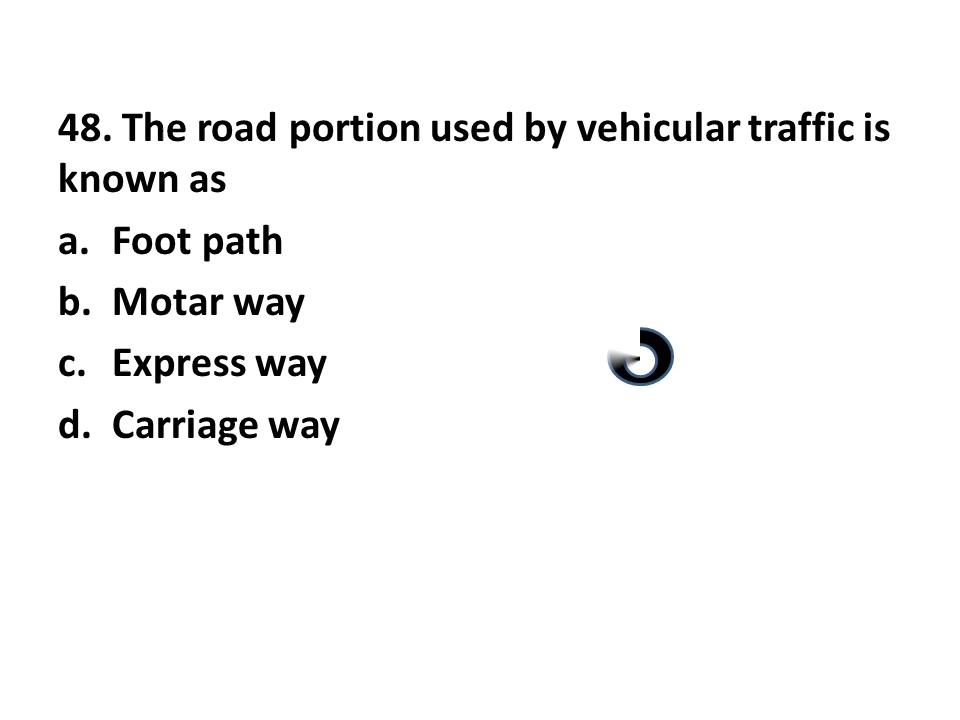 48. The road portion used by vehicular traffic is
known as
a. Foot path
b. Motar way
c. Express way
d. Carriage way